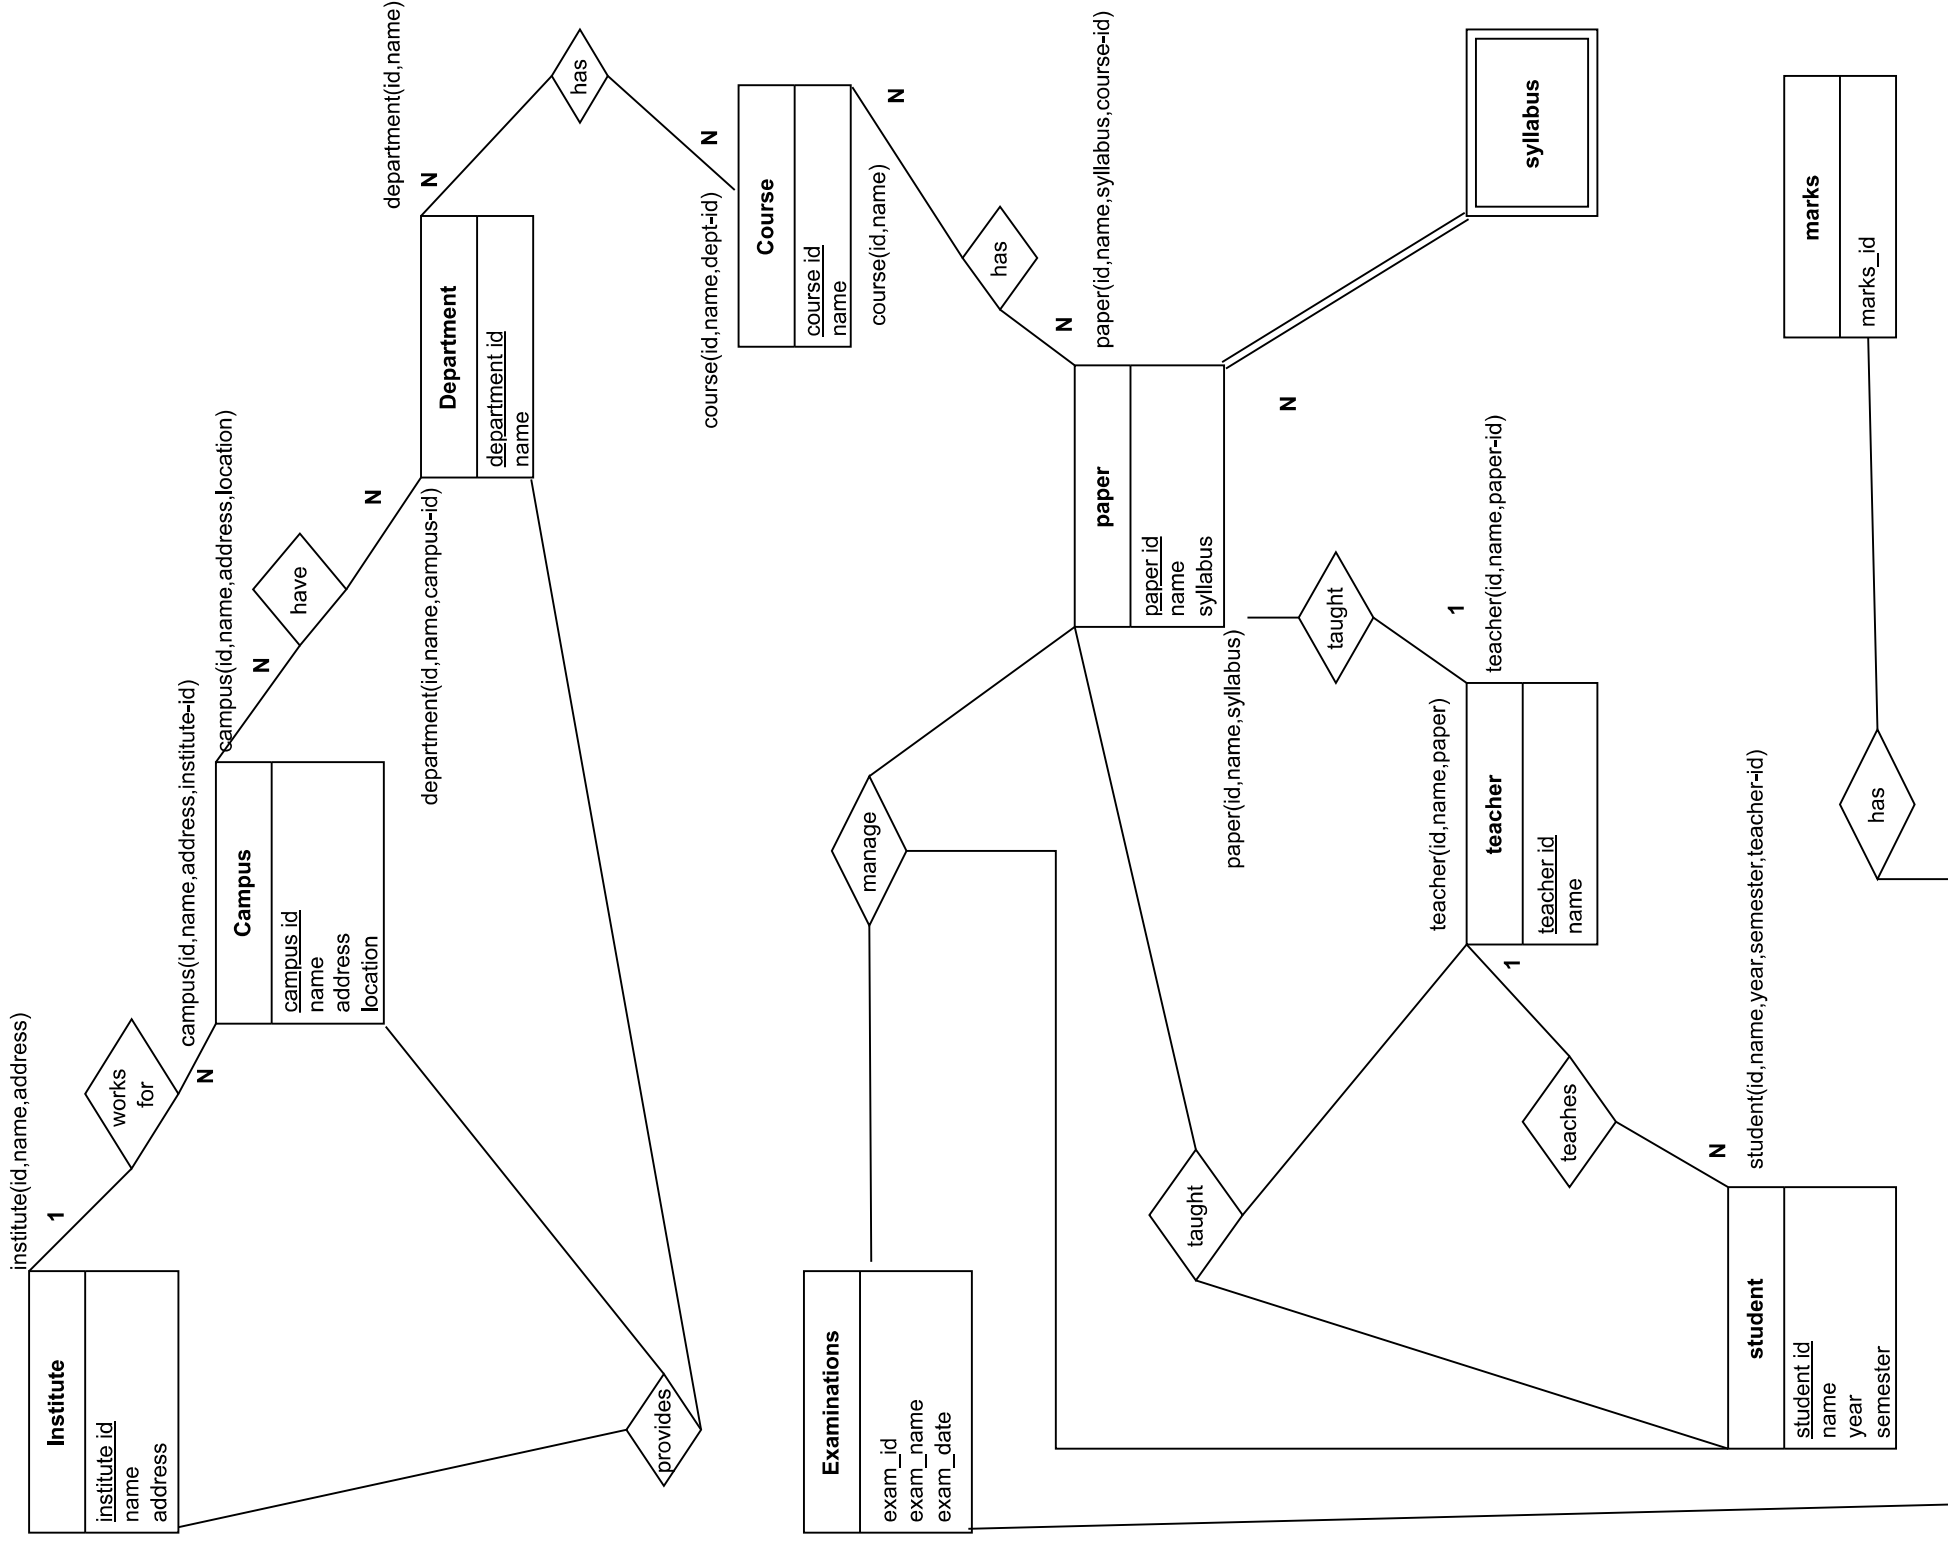 institute(id,name,address)
1
works
for
N
campus(id,name,address,institute-id)
Institute
institute id
name
address
Campus
campus id
name
address
location
campus(id,name,address,location)
N
have
N
department(id,name,campus-id)
Department
department id
name
department(id,name)
N
has
N
course(id,name,dept-id)
provides
Course
course id
name
course(id,name)
N
has
N
paper(id,name,syllabus,course-id)
Examinations
exam_id
exam_name
exam_date
manage
paper
paper id
name
syllabus
paper(id,name,syllabus)
N
syllabus
taught
taught
1
teacher(id,name,paper-id)
teacher(id,name,paper)
teacher
teacher id
name
1
teaches
N
student(id,name,year,semester,teacher-id)
student
student id
name
year
semester
marks
marks_id
has